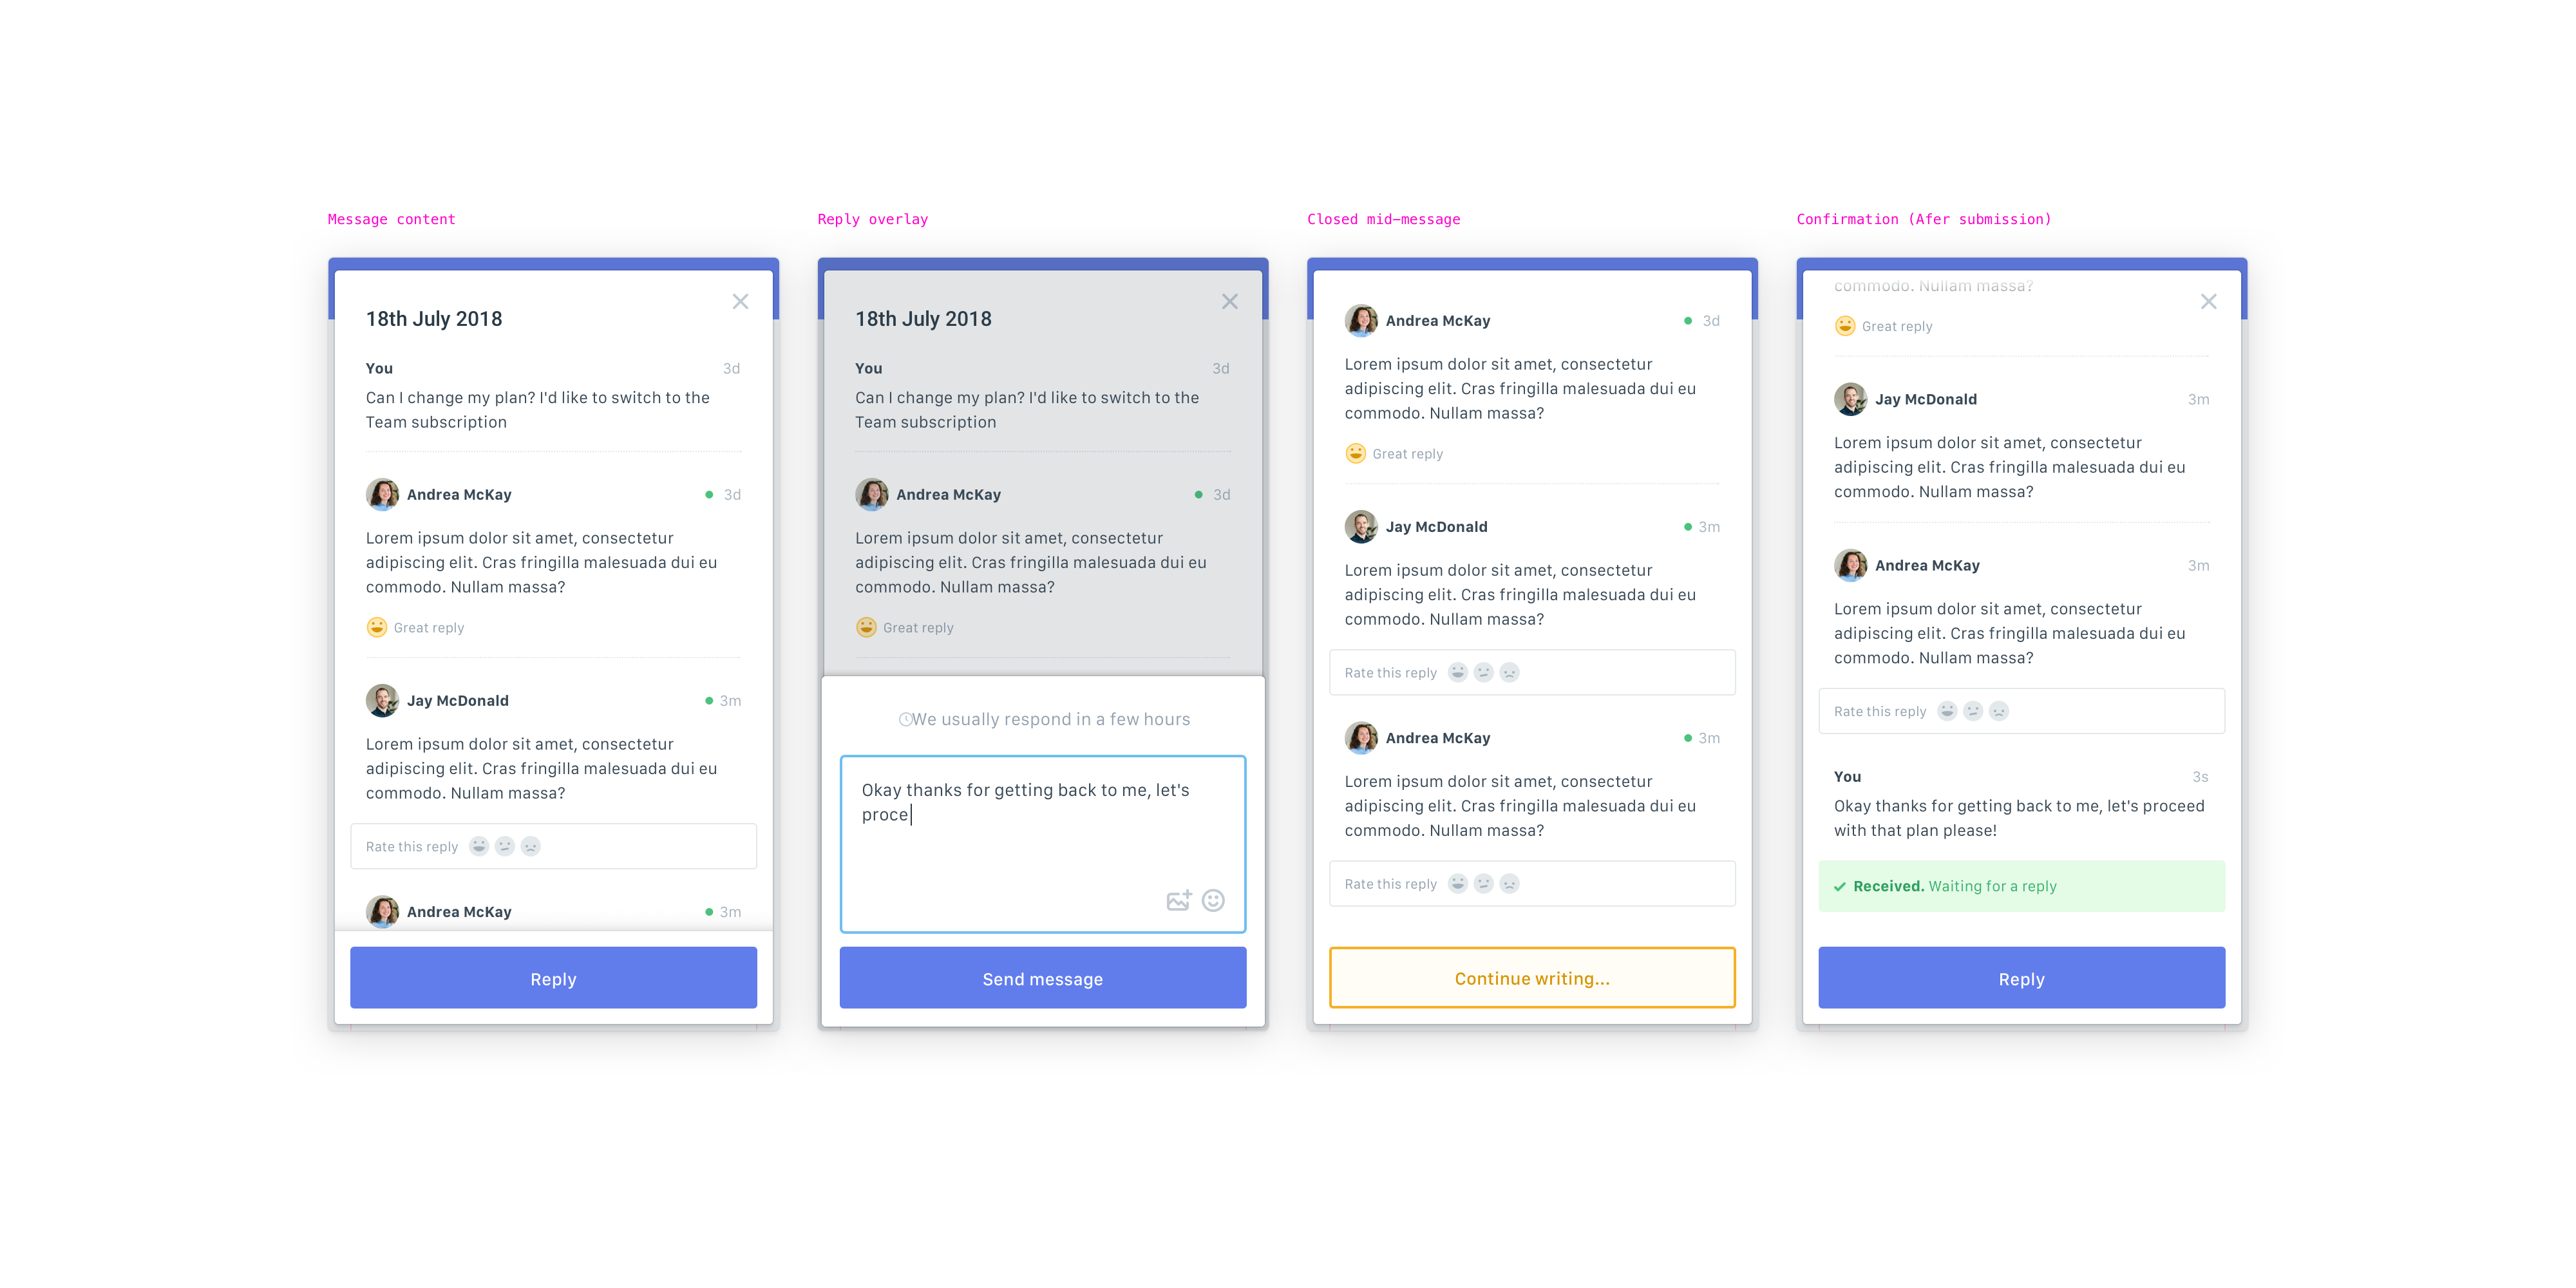 Message content
18th July 2018
You 3d
Can I change my plan? I'd like to switch to the
Team subscription
Andrea McKay 3d
Lorem ipsum dolor sit amet, consectetur
adipiscing elit. Cras fringilla malesuada dui eu
commodo. Nullam massa?
Great reply
Jay McDonald 3m
Lorem ipsum dolor sit amet, consectetur
adipiscing elit. Cras fringilla malesuada dui eu
commodo. Nullam massa?
Rate this reply
Andrea McKay 3m
Reply
Reply overlay
18th July 2018
You 3d
Can I change my plan? I'd like to switch to the
Team subscription
Andrea McKay 3d
Lorem ipsum dolor sit amet, consectetur
adipiscing elit. Cras fringilla malesuada dui eu
commodo. Nullam massa?
Great reply
We usually respond in a few hours
Okay thanks for getting back to me, let's
proce
Send message
Closed mid-message
Andrea McKay 3d
Lorem ipsum dolor sit amet, consectetur
adipiscing elit. Cras fringilla malesuada dui eu
commodo. Nullam massa?
Great reply
Jay McDonald 3m
Lorem ipsum dolor sit amet, consectetur
adipiscing elit. Cras fringilla malesuada dui eu
commodo. Nullam massa?
Rate this reply
Andrea McKay 3m
Lorem ipsum dolor sit amet, consectetur
adipiscing elit. Cras fringilla malesuada dui eu
commodo. Nullam massa?
Rate this reply
Continue writing...
Confirmation (Afer submission)
commodo. Nullam massa?
Great reply
Jay McDonald 3m
Lorem ipsum dolor sit amet, consectetur
adipiscing elit. Cras fringilla malesuada dui eu
commodo. Nullam massa?
Andrea McKay 3m
Lorem ipsum dolor sit amet, consectetur
adipiscing elit. Cras fringilla malesuada dui eu
commodo. Nullam massa?
Rate this reply
You 3s
Okay thanks for getting back to me, let's proceed
with that plan please!
Received. Waiting for a reply
Reply